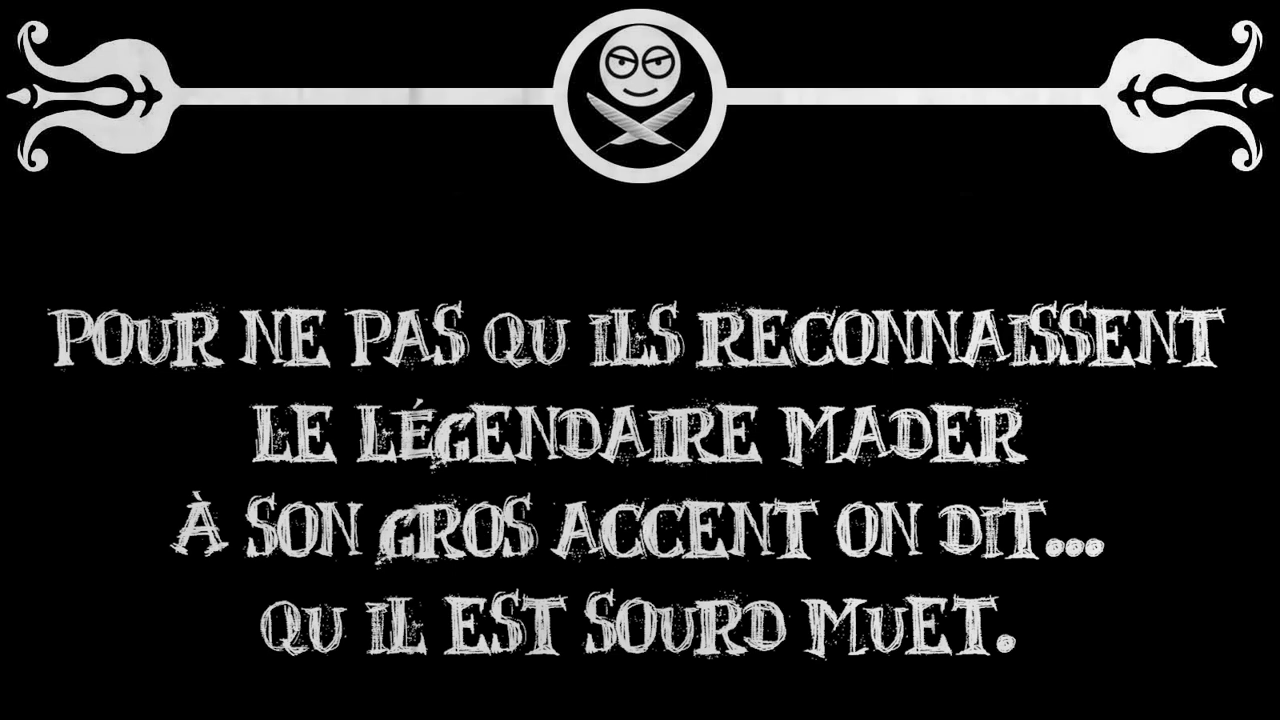 POUR NE PAS QU ILS RECONNAISSENT
LE LÉGENDAIRE MADER
À SON GROS ACCENT ON DIT...
QU IL EST SOURD MUET.